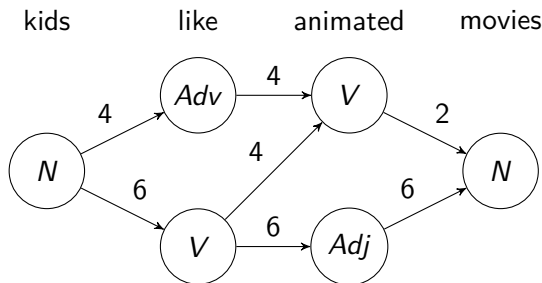 kids like animated movies
Adv 4 V
4 2
N 4 N
6 6
V 6 Adj